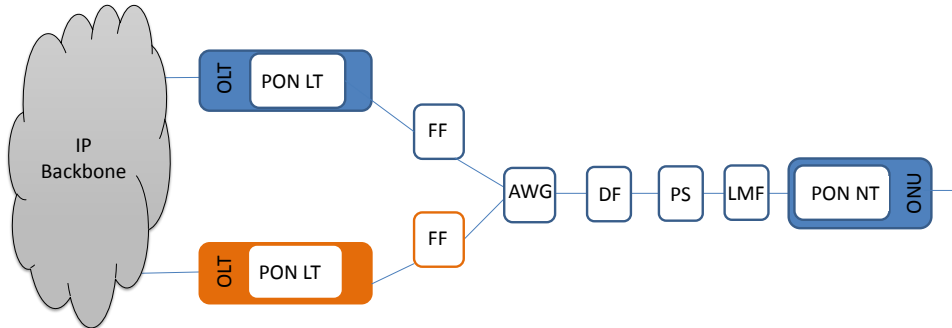 IP
Backbone
OLT
PON LT
FF
AWG
DF
PS
LMF
PON NT
ONU
FF
OLT
PON LT